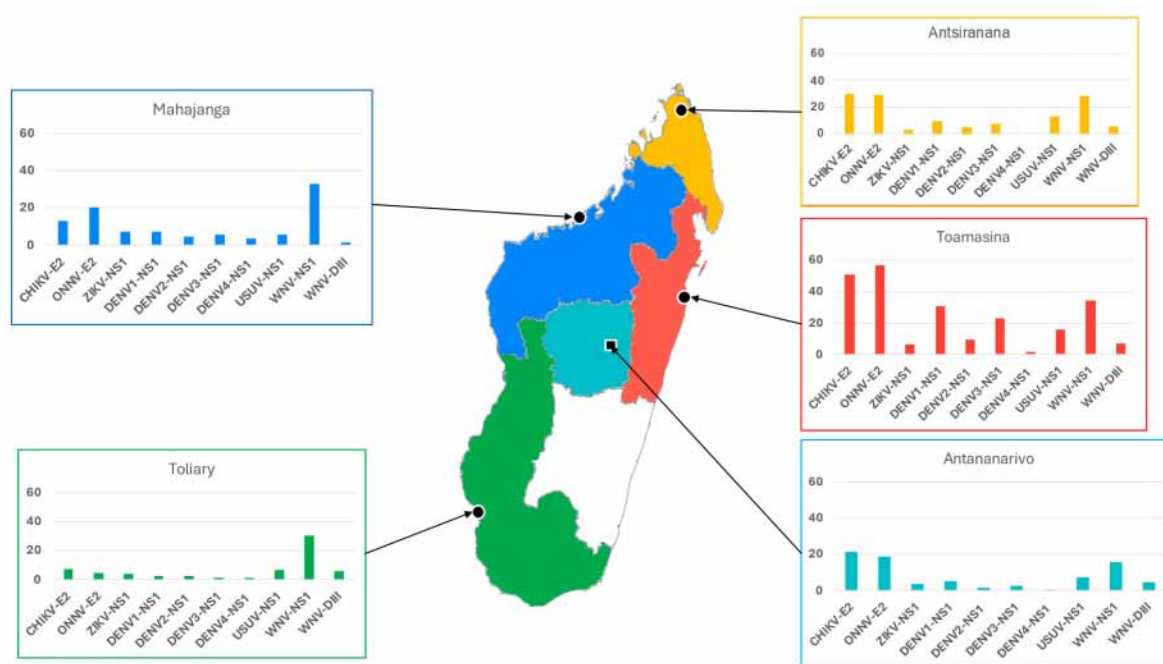 Mahajanga
60
40
20
0
CHIKV-E2
ONNV-E2
ZIKV-NS1
DENV1-NS1
DENV2-NS1
DENV3-NS1
DENV4-NS1
USUV-NS1
WNV-NS1
WNV-DIII
Antsiranana
60
40
20
0
CHIKV-E2
ONNV-E2
ZIKV-NS1
DENV1-NS1
DENV2-NS1
DENV3-NS1
DENV4-NS1
USUV-NS1
WNV-NS1
WNV-DIII
Toamasina
60
40
20
0
CHIKV-E2
ONNV-E2
ZIKV-NS1
DENV1-NS1
DENV2-NS1
DENV3-NS1
DENV4-NS1
USUV-NS1
WNV-NS1
WNV-DIII
Toliary
60
40
20
0
CHIKV-E2
ONNV-E2
ZIKV-NS1
DENV1-NS1
DENV2-NS1
DENV3-NS1
DENV4-NS1
USUV-NS1
WNV-NS1
WNV-DIII
Antananarivo
60
40
20
0
CHIKV-E2
ONNV-E2
ZIKV-NS1
DENV1-NS1
DENV2-NS1
DENV3-NS1
DENV4-NS1
USUV-NS1
WNV-NS1
WNV-DIII